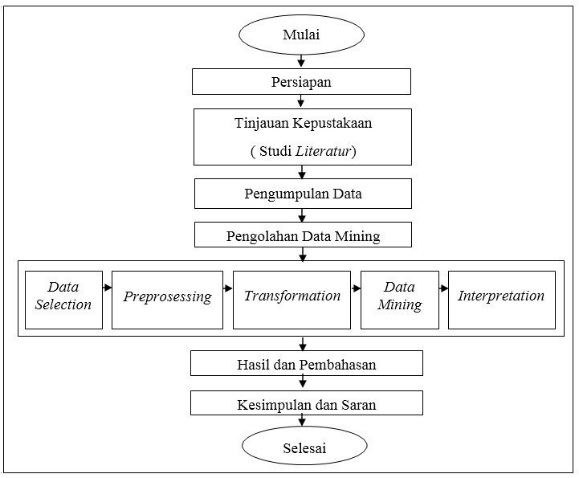 Mulai
Persiapan
Tinjauan Kepustakaan
( Studi Literatur)
Pengumpulan Data
Pengolahan Data Mining
Data
Selection
Preprosessing
Transformation
Data
Mining
Interpretation
Hasil dan Pembahasan
Kesimpulan dan Saran
Selesai